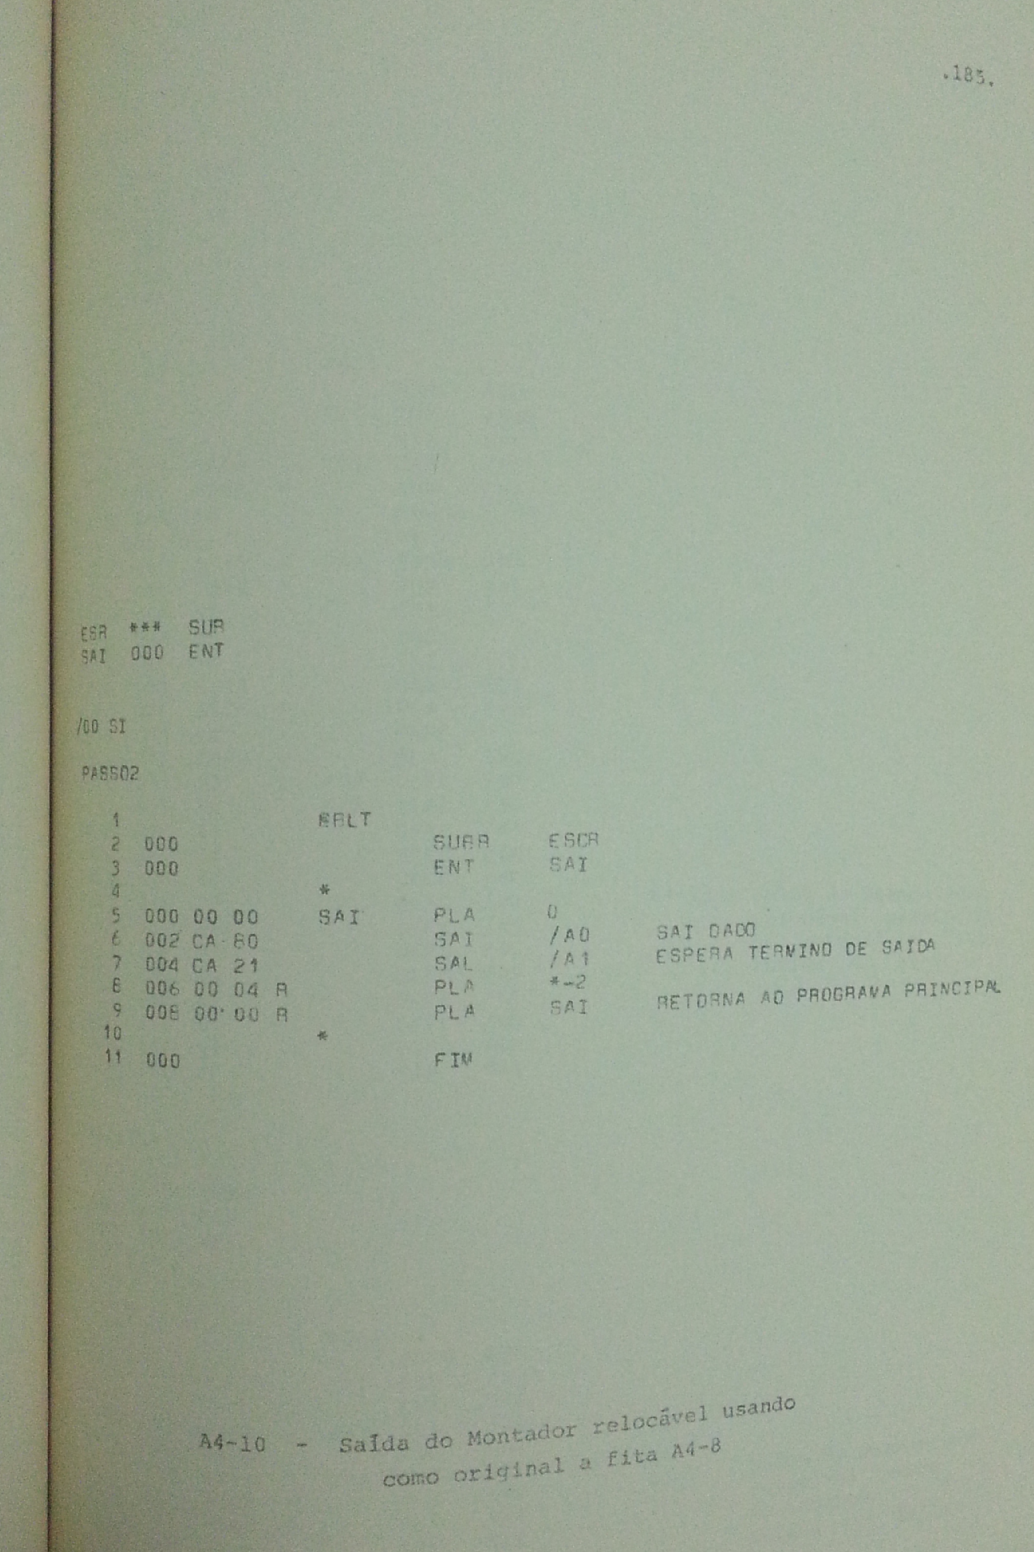 .183.
ESR *** SUR
SAI 000 ENT
/00 SI
PASSO2
1 @RLT
2 000 SUBR ESCR
3 000 ENT SAI
4 *
5 000 00 00 SAI PLA 0
6 002 CA 80 SAI /A0 SAI DADO
7 004 CA 21 SAL /A1 ESPERA TERMINO DE SAIDA
8 006 00 04 R PLA *-2
9 008 00 00 R PLA SAI RETORNA AO PROGRAMA PRINCIPAL
10 *
11 000 FIM
A4-10 - Saída do Montador relocável usando
como original a fita A4-8